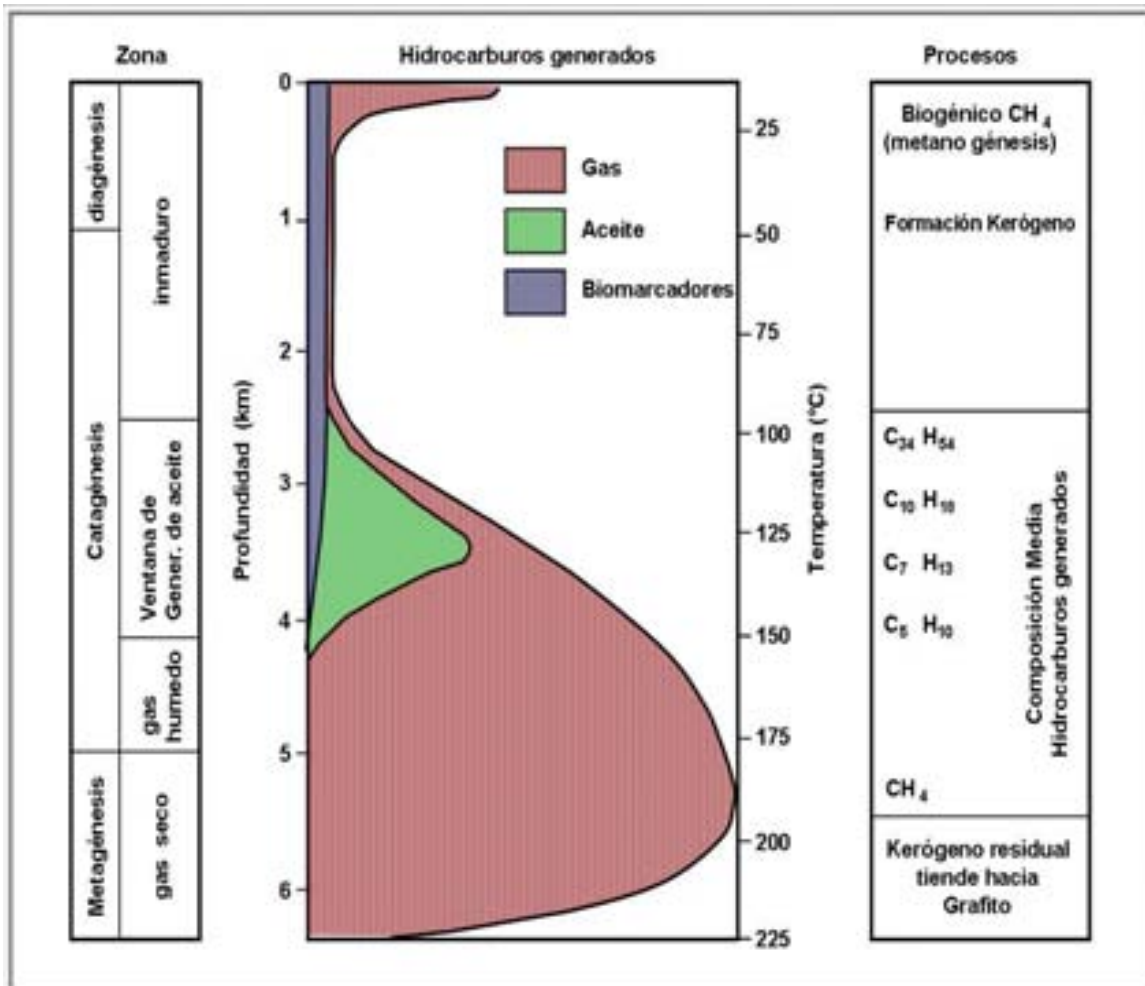 Zona
Hidrocarburos generados
Procesos
diagénesis
Catagénesis
Metagénesis
inmaduro
Ventana de
Gener. de aceite
gas
humedo
gas seco
Profundidad (km)
0
1
2
3
4
5
6
Gas
Aceite
Biomarcadores
25
50
75
100
125
150
175
200
225
Temperatura (°C)
Biogénico CH4
(metano génesis)
Formación Kerógeno
C34 H54
C10 H18
C7 H13
C5 H10
CH4
Composición Media
Hidrocarburos generados
Kerógeno residual
tiende hacia
Grafito